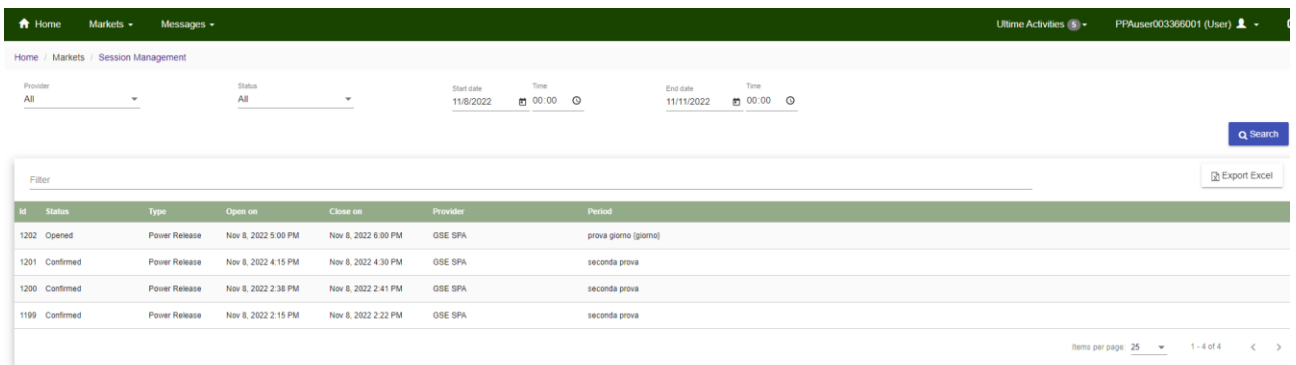 Home Markets Messages Ultime Activities 5 PPAuser003366001 (User)
Home / Markets / Session Management
Provider Status Start date Time End date Time
All All 11/8/2022 00:00 11/11/2022 00:00
Search
Filter Export Excel
Id Status Type Open on Close on Provider Period
1202 Opened Power Release Nov 8, 2022 5:00 PM Nov 8, 2022 6:00 PM GSE SPA prova giorno {giorno}
1201 Confirmed Power Release Nov 8, 2022 4:15 PM Nov 8, 2022 4:30 PM GSE SPA seconda prova
1200 Confirmed Power Release Nov 8, 2022 2:38 PM Nov 8, 2022 2:41 PM GSE SPA seconda prova
1199 Confirmed Power Release Nov 8, 2022 2:15 PM Nov 8, 2022 2:22 PM GSE SPA seconda prova
Items per page: 25 1 - 4 of 4